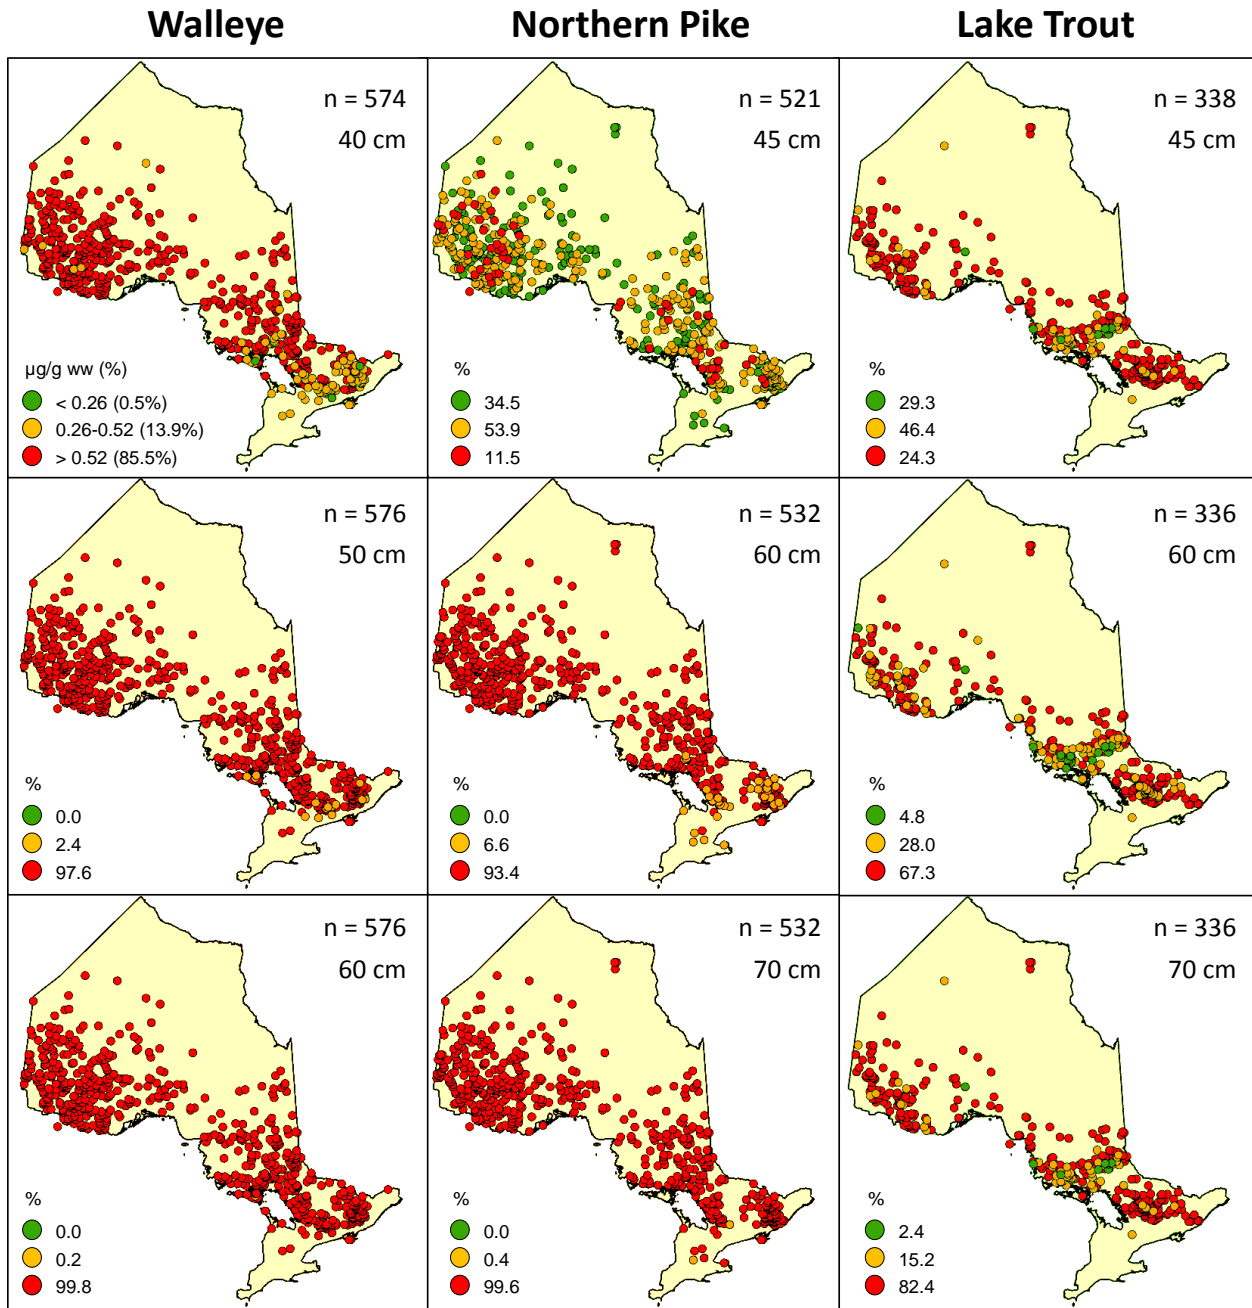 Walleye
Northern Pike
Lake Trout
n = 574
40 cm
µg/g ww (%)
< 0.26 (0.5%)
0.26-0.52 (13.9%)
> 0.52 (85.5%)
n = 521
45 cm
%
34.5
53.9
11.5
n = 338
45 cm
%
29.3
46.4
24.3
n = 576
50 cm
%
0.0
2.4
97.6
n = 532
60 cm
%
0.0
6.6
93.4
n = 336
60 cm
%
4.8
28.0
67.3
n = 576
60 cm
%
0.0
0.2
99.8
n = 532
70 cm
%
0.0
0.4
99.6
n = 336
70 cm
%
2.4
15.2
82.4